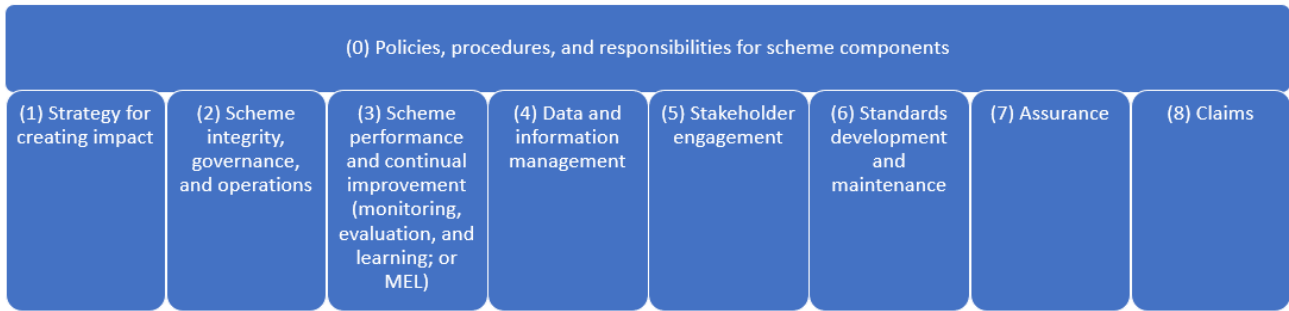 (0) Policies, procedures, and responsibilities for scheme components
(1) Strategy for
creating impact
(2) Scheme
integrity,
governance,
and operations
(3) Scheme
performance
and continual
improvement
(monitoring,
evaluation, and
learning; or
MEL)
(4) Data and
information
management
(5) Stakeholder
engagement
(6) Standards
development
and
maintenance
(7) Assurance
(8) Claims